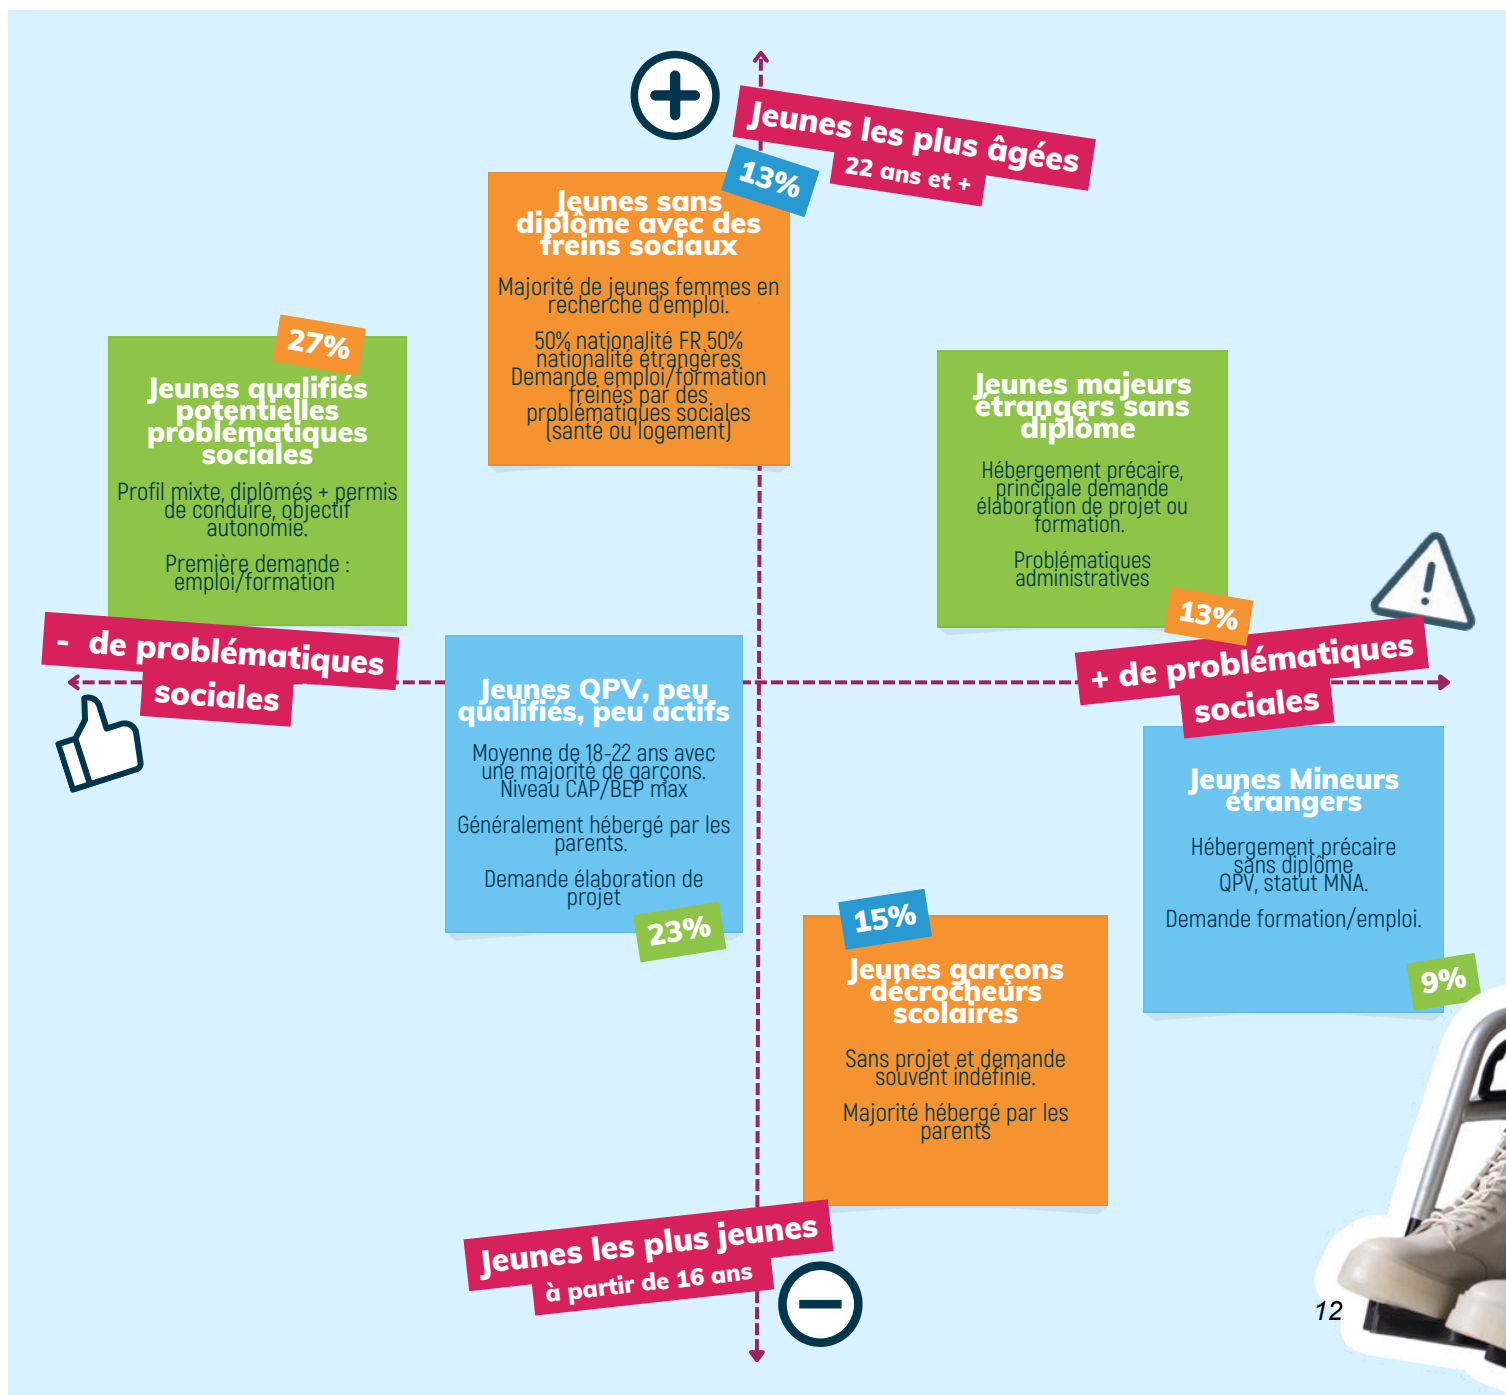 Jeunes les plus âgées
22 ans et +
13%
Jeunes sans
diplôme avec des
freins sociaux
Majorité de jeunes femmes en
recherche d'emploi.
50% nationalité FR 50%
nationalité étrangères
Demande emploi/formation
freinés par des
problématiques sociales
(santé ou logement)
27%
Jeunes qualifiés
potentielles
problématiques
sociales
Profil mixte, diplômés + permis
de conduire, objectif
autonomie.
Première demande :
emploi/formation
Jeunes majeurs
étrangers sans
diplôme
Hébergement précaire,
principale demande
élaboration de projet ou
formation.
Problématiques
administratives
13%
- de problématiques
sociales
+ de problématiques
sociales
Jeunes QPV, peu
qualifiés, peu actifs
Moyenne de 18-22 ans avec
une majorité de garçons.
Niveau CAP/BEP max
Généralement hébergé par les
parents.
Demande élaboration de
projet
23%
Jeunes Mineurs
étrangers
Hébergement précaire
sans diplôme
QPV, statut MNA.
Demande formation/emploi.
9%
15%
Jeunes garçons
décrocheurs
scolaires
Sans projet et demande
souvent indéfinie.
Majorité hébergé par les
parents
Jeunes les plus jeunes
à partir de 16 ans
12